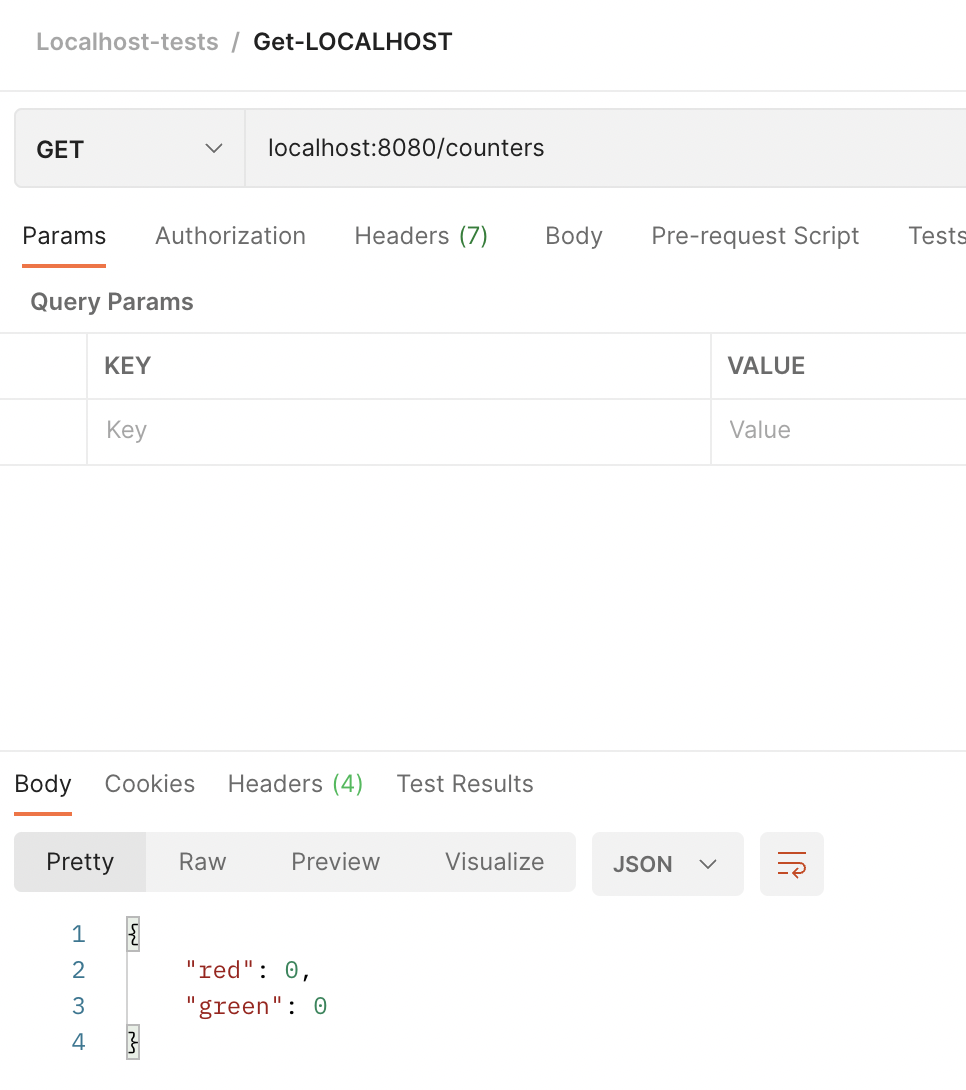 Localhost-tests / Get-LOCALHOST
GET localhost:8080/counters
Params Authorization Headers (7) Body Pre-request Script Tests
Query Params
KEY VALUE
Key Value
Body Cookies Headers (4) Test Results
Pretty Raw Preview Visualize JSON
1 {
2 "red": 0,
3 "green": 0
4 }